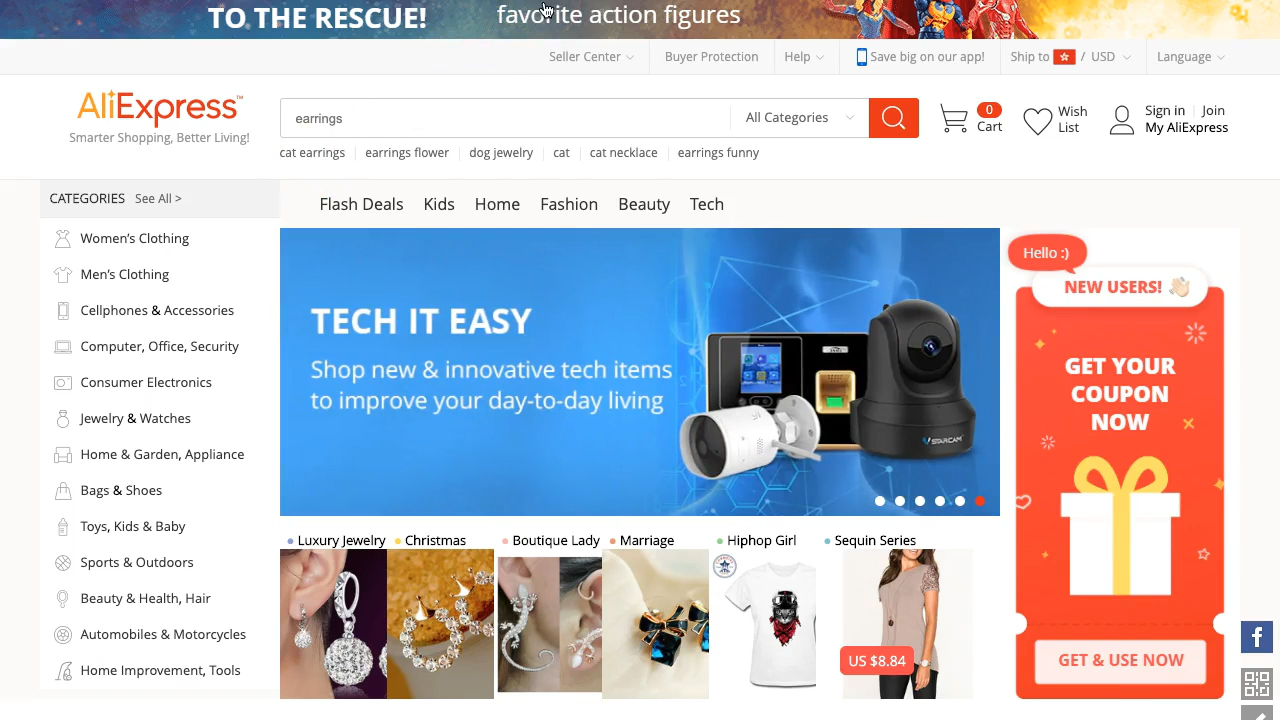 TO THE RESCUE!
favorite action figures
Seller Center
Buyer Protection
Help
Save big on our app!
Ship to / USD
Language
AliExpress™
Smarter Shopping, Better Living!
earrings
All Categories
0
Cart
Wish
List
Sign in
Join
My AliExpress
cat earrings
earrings flower
dog jewelry
cat
cat necklace
earrings funny
CATEGORIES See All >
Women's Clothing
Men's Clothing
Cellphones & Accessories
Computer, Office, Security
Consumer Electronics
Jewelry & Watches
Home & Garden, Appliance
Bags & Shoes
Toys, Kids & Baby
Sports & Outdoors
Beauty & Health, Hair
Automobiles & Motorcycles
Home Improvement, Tools
Flash Deals
Kids
Home
Fashion
Beauty
Tech
TECH IT EASY
Shop new & innovative tech items
to improve your day-to-day living
VSTARCAM
Luxury Jewelry
Christmas
Boutique Lady
Marriage
Hiphop Girl
Sequin Series
US $8.84
Hello :)
NEW USERS!
GET YOUR
COUPON
NOW
GET & USE NOW
f